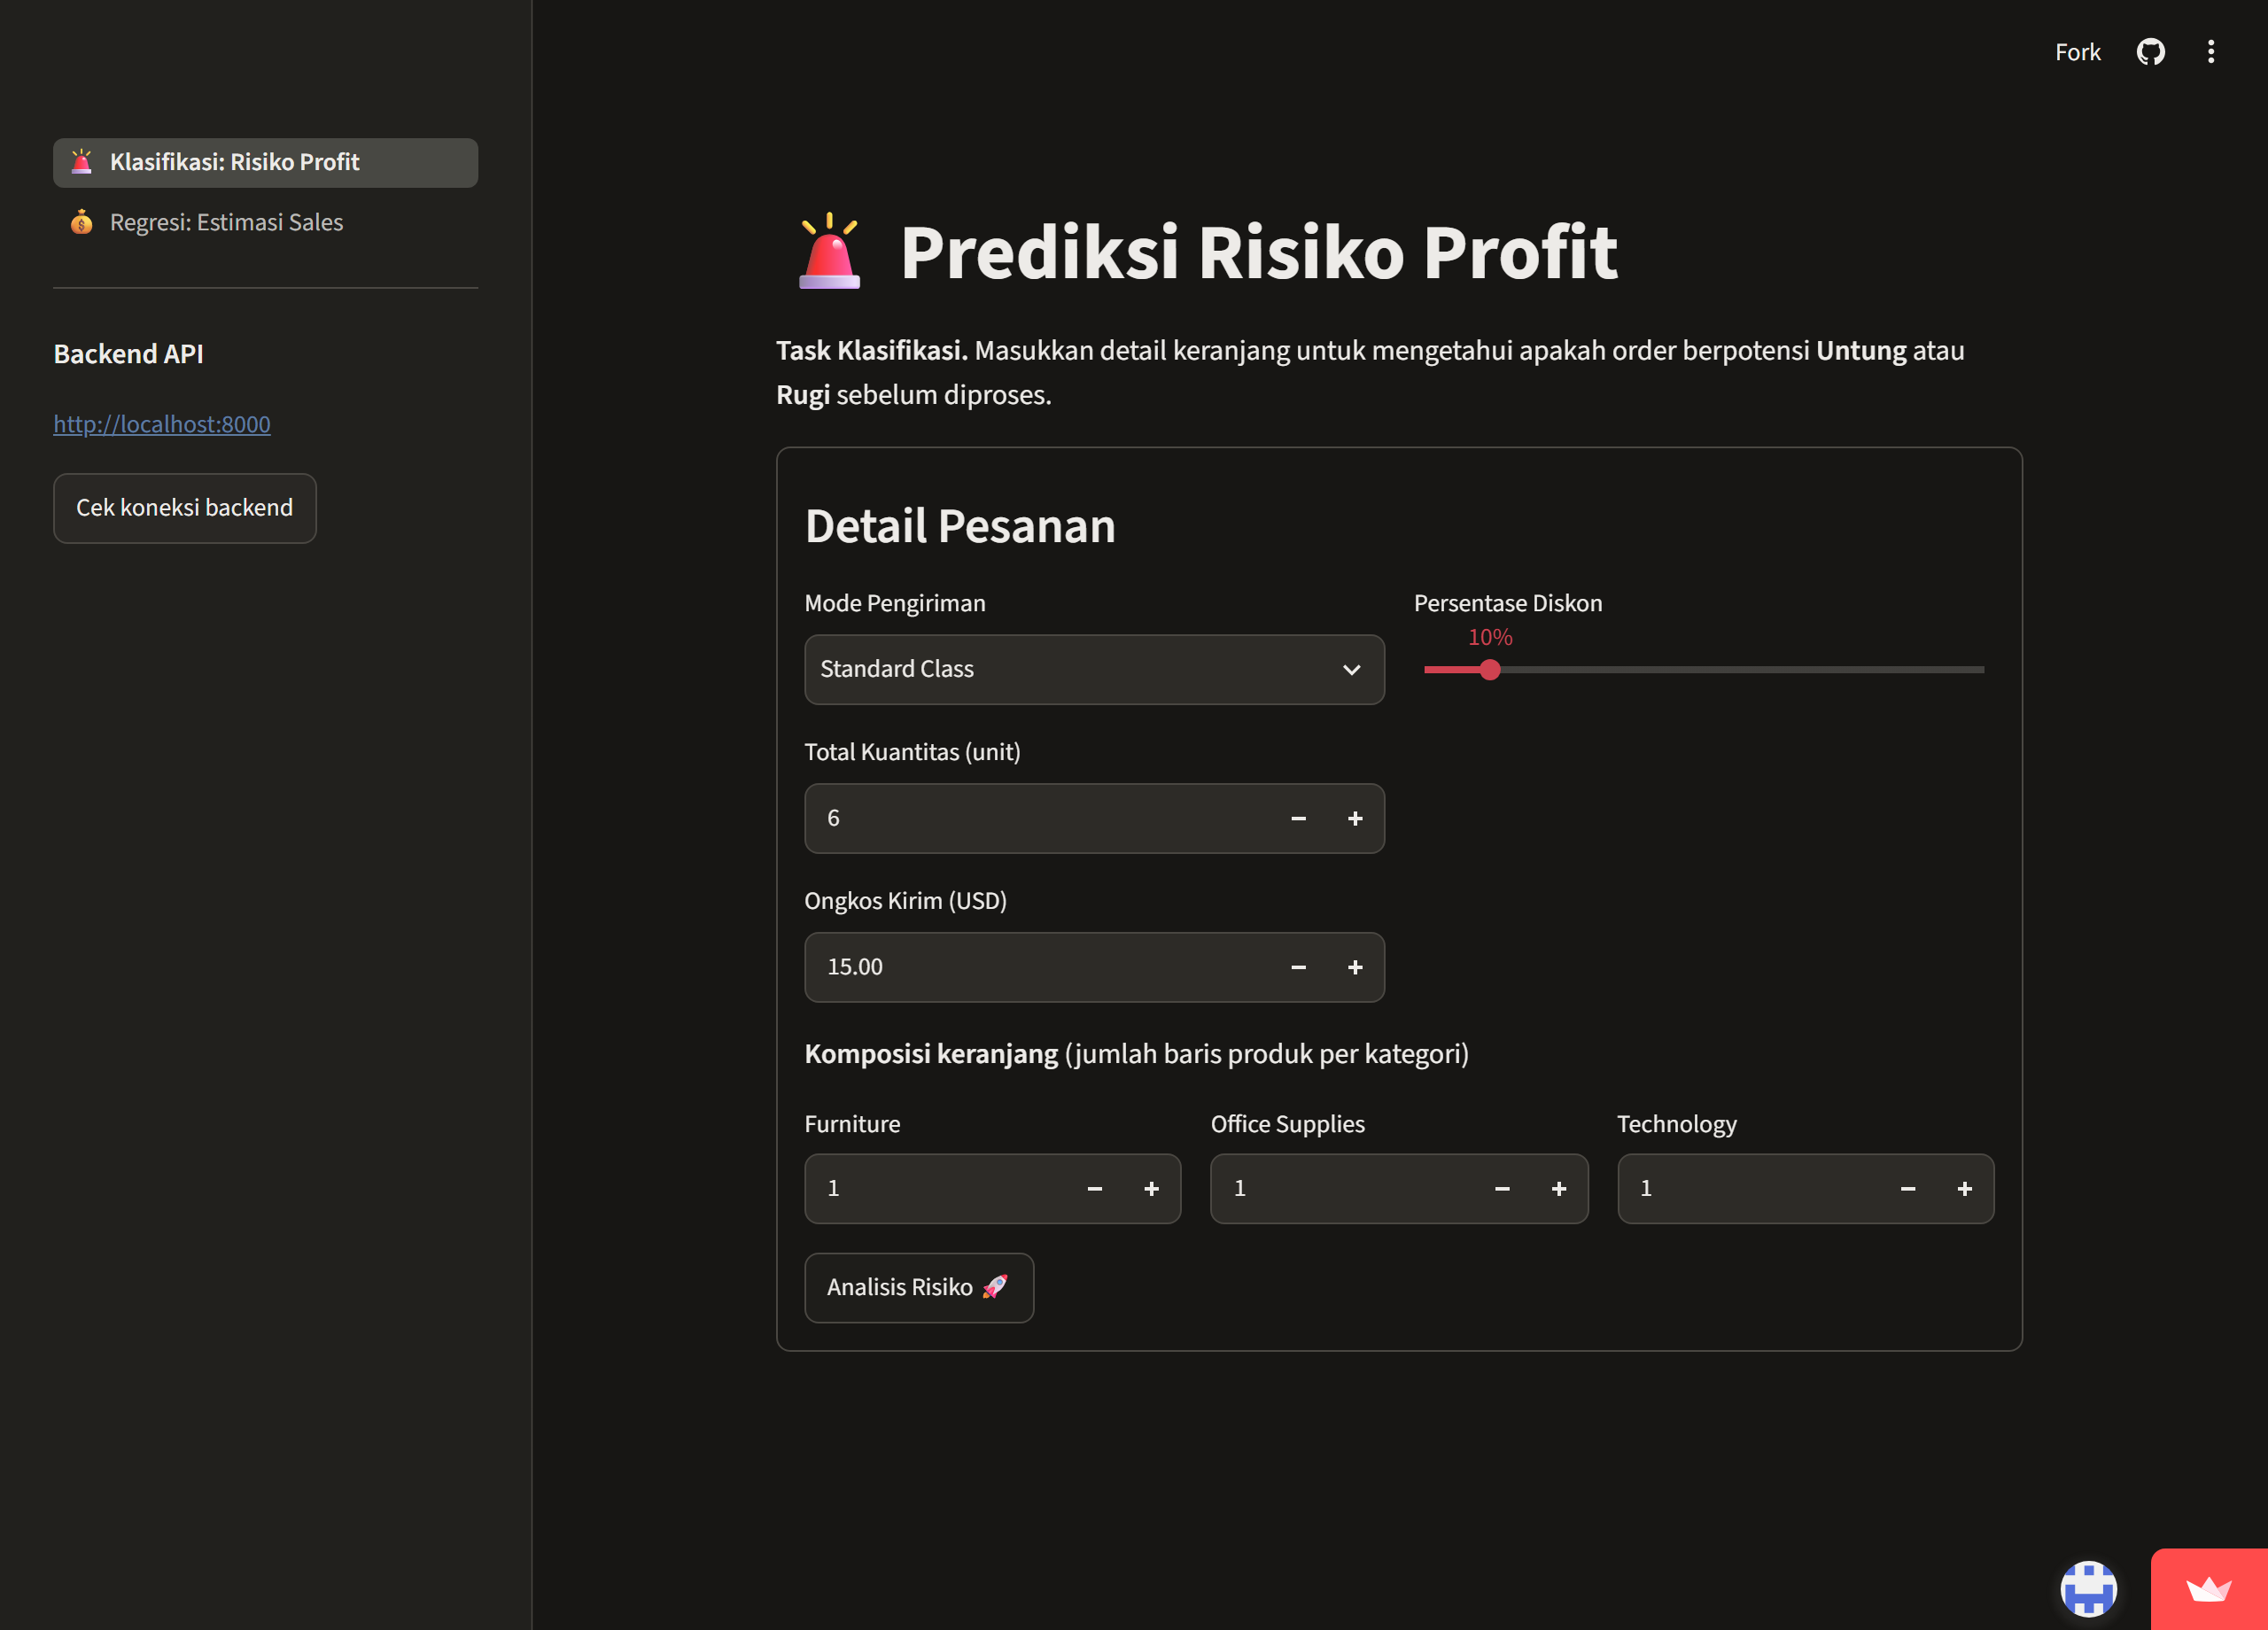 Fork
Klasifikasi: Risiko Profit
Regresi: Estimasi Sales
Backend API
http://localhost:8000
Cek koneksi backend
Prediksi Risiko Profit
Task Klasifikasi. Masukkan detail keranjang untuk mengetahui apakah order berpotensi Untung atau
Rugi sebelum diproses.
Detail Pesanan
Mode Pengiriman
Standard Class
Persentase Diskon
10%
Total Kuantitas (unit)
6
Ongkos Kirim (USD)
15.00
Komposisi keranjang (jumlah baris produk per kategori)
Furniture
1
Office Supplies
1
Technology
1
Analisis Risiko 🚀